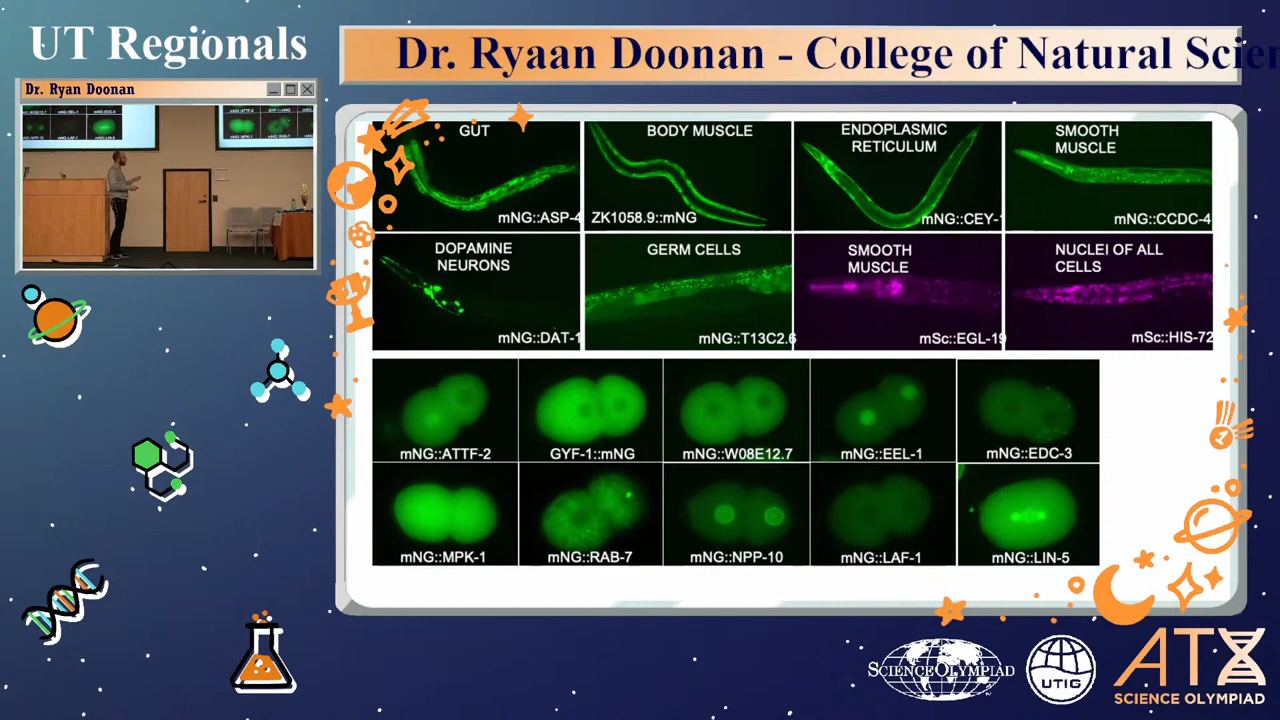 UT Regionals
Dr. Ryaan Doonan - College of Natural Scien
Dr. Ryan Doonan
GUT
mNG::ASP-4
BODY MUSCLE
ZK1058.9::mNG
ENDOPLASMIC
RETICULUM
mNG::CEY-1
SMOOTH
MUSCLE
mNG::CCDC-4
DOPAMINE
NEURONS
mNG::DAT-1
GERM CELLS
mNG::T13C2.6
SMOOTH
MUSCLE
mSc::EGL-19
NUCLEI OF ALL
CELLS
mSc::HIS-72
mNG::ATTF-2
GYF-1::mNG
mNG::W08E12.7
mNG::EEL-1
mNG::EDC-3
mNG::MPK-1
mNG::RAB-7
mNG::NPP-10
mNG::LAF-1
mNG::LIN-5
SCIENCE OLYMPIAD
UTIG
ATX
SCIENCE OLYMPIAD